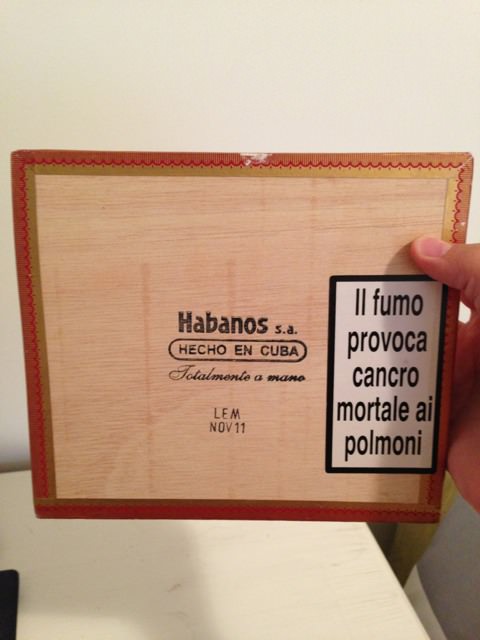 Habanos s.a.
HECHO EN CUBA
Totalmente a mano
LEM
NOV 11
Il fumo
provoca
cancro
mortale ai
polmoni